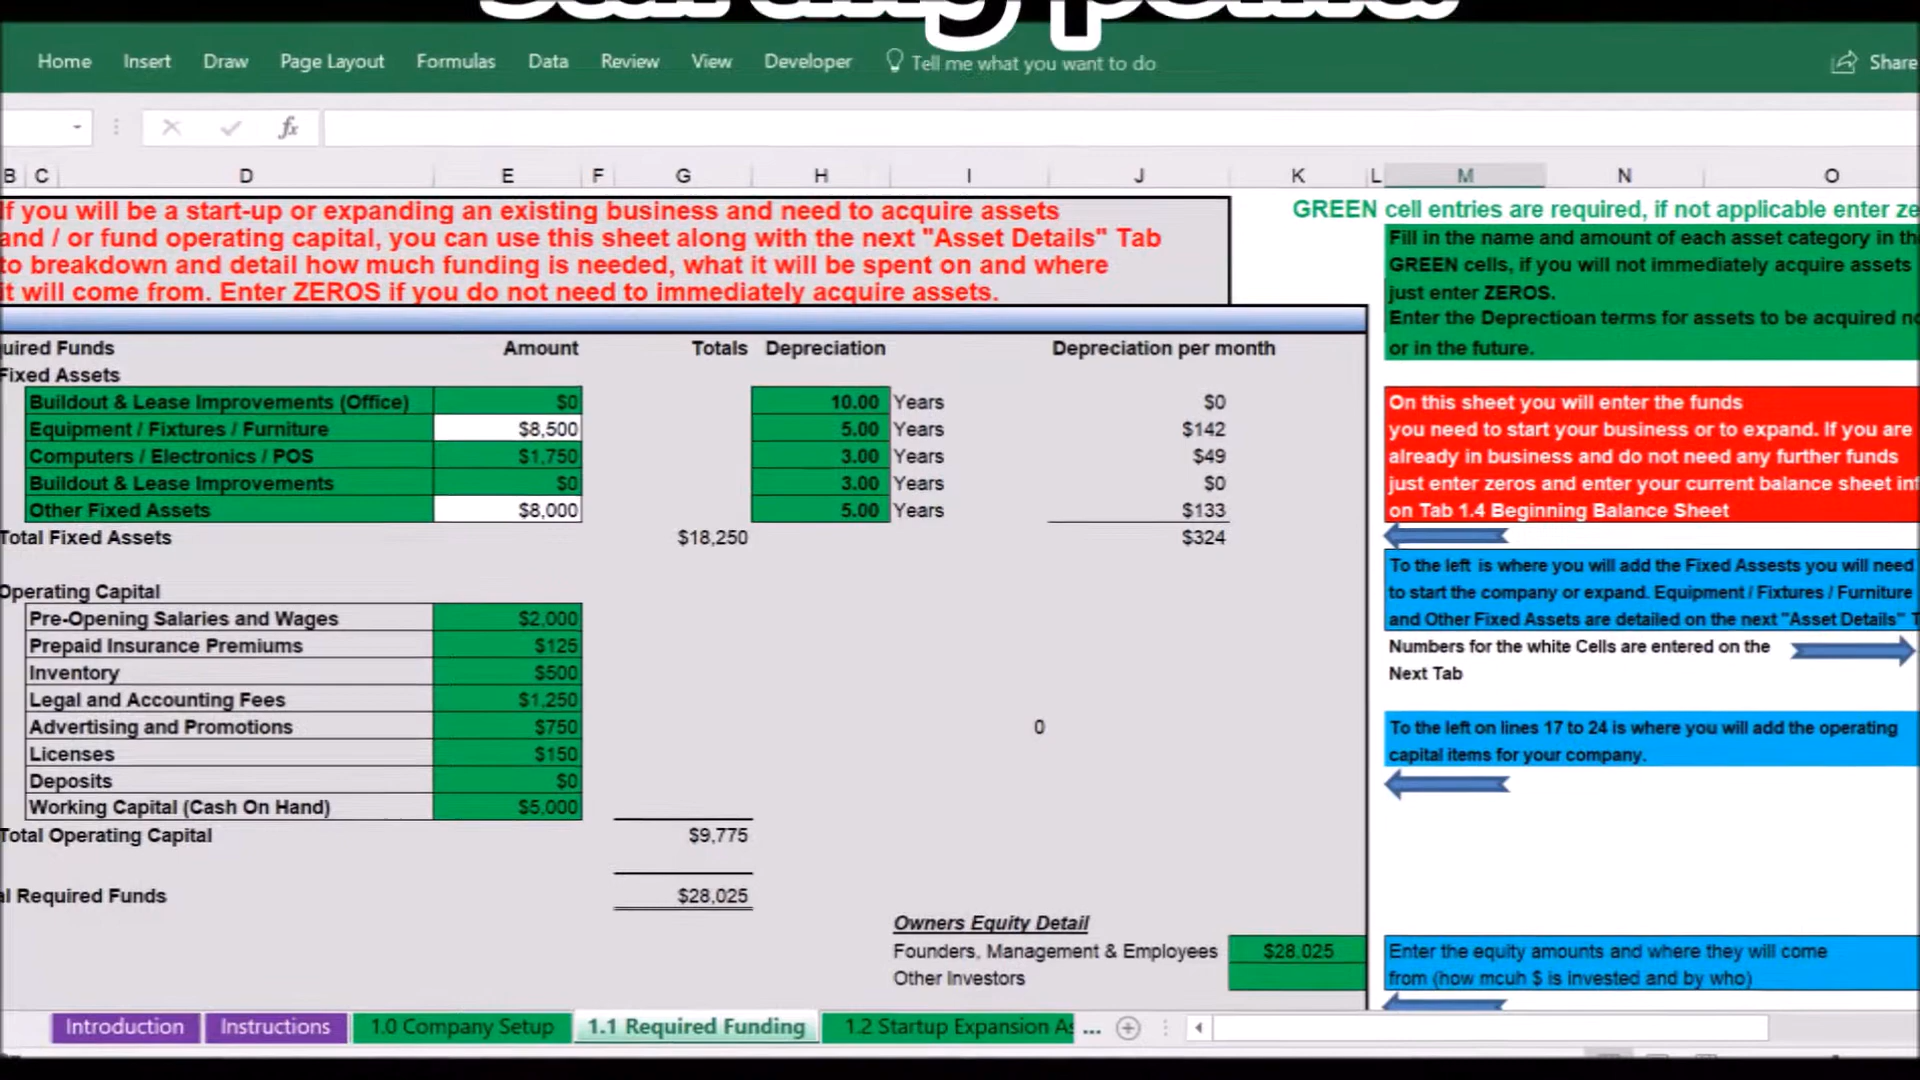 Starting point
Home Insert Draw Page Layout Formulas Data Review View Developer Tell me what you want to do Share
fx
B C D E F G H I J K L M N O
If you will be a start-up or expanding an existing business and need to acquire assets
and / or fund operating capital, you can use this sheet along with the next "Asset Details" Tab
to breakdown and detail how much funding is needed, what it will be spent on and where
it will come from. Enter ZEROS if you do not need to immediately acquire assets.
GREEN cell entries are required, if not applicable enter ze
Fill in the name and amount of each asset category in th
GREEN cells, if you will not immediately acquire assets
just enter ZEROS.
Enter the Deprectioan terms for assets to be acquired no
or in the future.
uired Funds Amount Totals Depreciation Depreciation per month
Fixed Assets
Buildout & Lease Improvements (Office) $0 10.00 Years $0
Equipment / Fixtures / Furniture $8,500 5.00 Years $142
Computers / Electronics / POS $1,750 3.00 Years $49
Buildout & Lease Improvements $0 3.00 Years $0
Other Fixed Assets $8,000 5.00 Years $133
Total Fixed Assets $18,250 $324
On this sheet you will enter the funds
you need to start your business or to expand. If you are
already in business and do not need any further funds
just enter zeros and enter your current balance sheet inf
on Tab 1.4 Beginning Balance Sheet
To the left is where you will add the Fixed Assests you will need
to start the company or expand. Equipment / Fixtures / Furniture
and Other Fixed Assets are detailed on the next "Asset Details" T
Numbers for the white Cells are entered on the
Next Tab
Operating Capital
Pre-Opening Salaries and Wages $2,000
Prepaid Insurance Premiums $125
Inventory $500
Legal and Accounting Fees $1,250
Advertising and Promotions $750 0
Licenses $150
Deposits $0
Working Capital (Cash On Hand) $5,000
Total Operating Capital $9,775
To the left on lines 17 to 24 is where you will add the operating
capital items for your company.
al Required Funds $28,025
Owners Equity Detail
Founders, Management & Employees $28,025
Other Investors
Enter the equity amounts and where they will come
from (how mcuh $ is invested and by who)
Introduction Instructions 1.0 Company Setup 1.1 Required Funding 1.2 Startup Expansion As ...